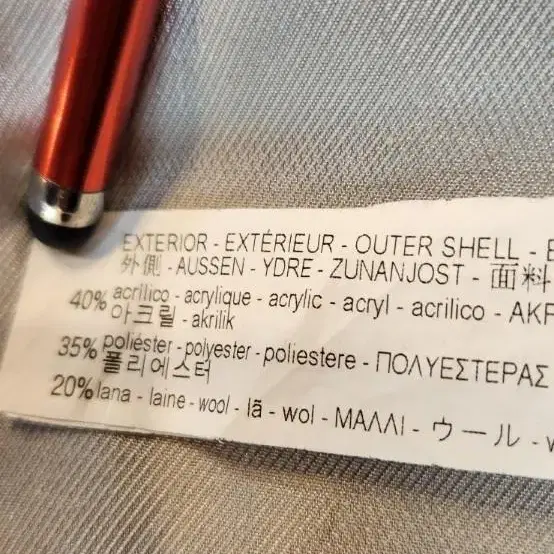 EXTERIOR - EXTÉRIEUR - OUTER SHELL -
外側 - AUSSEN - YDRE - ZUNANJOST - 面料
40% acrílico - acrylique - acrylic - acryl - acrilico -
아크릴 - akrilik
35% poliéster - polyester - poliestere - ΠΟΛΥΕΣΤΕΡΑΣ
폴리에스터
20% lana - laine - wool - lã - wol - ΜΑΛΛΙ - ウール -